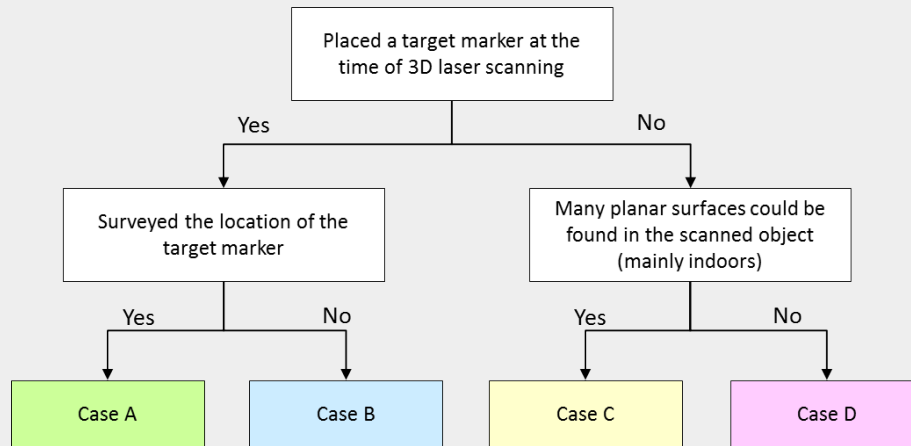 Placed a target marker at the
time of 3D laser scanning
Yes
No
Surveyed the location of the
target marker
Many planar surfaces could be
found in the scanned object
(mainly indoors)
Yes
No
Yes
No
Case A
Case B
Case C
Case D